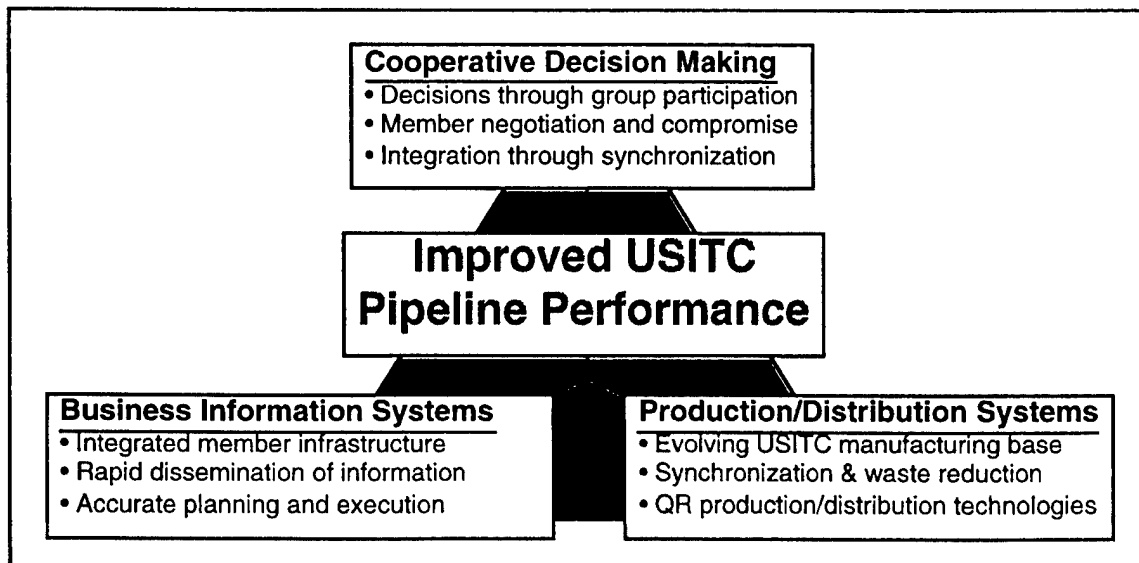 Cooperative Decision Making
• Decisions through group participation
• Member negotiation and compromise
• Integration through synchronization
Improved USITC
Pipeline Performance
Business Information Systems
• Integrated member infrastructure
• Rapid dissemination of information
• Accurate planning and execution
Production/Distribution Systems
• Evolving USITC manufacturing base
• Synchronization & waste reduction
• QR production/distribution technologies